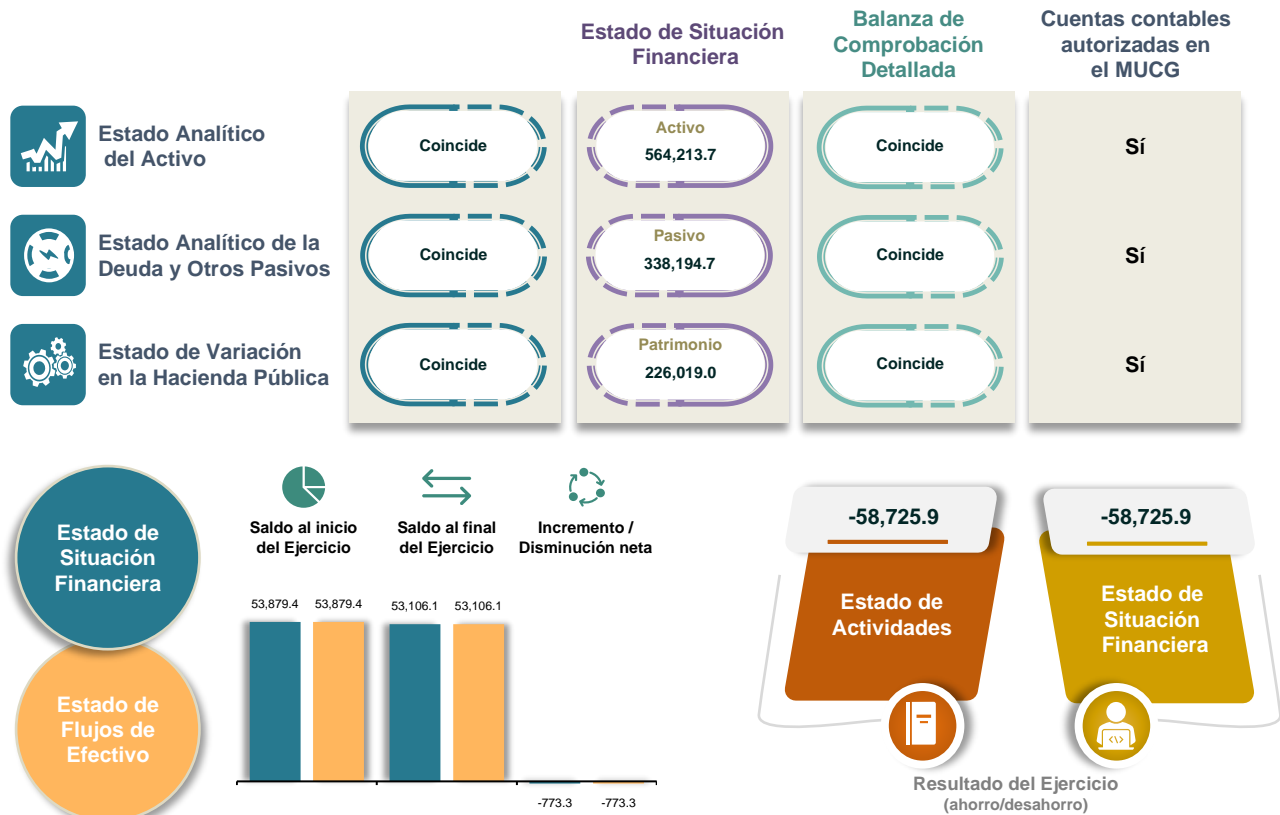 Estado de Situación
Financiera
Balanza de
Comprobación
Detallada
Cuentas contables
autorizadas en
el MUCG
Estado Analítico
del Activo
Coincide
Activo
564,213.7
Coincide
Sí
Estado Analítico de la
Deuda y Otros Pasivos
Coincide
Pasivo
338,194.7
Coincide
Sí
Estado de Variación
en la Hacienda Pública
Coincide
Patrimonio
226,019.0
Coincide
Sí
Estado de
Situación
Financiera
Estado de
Flujos de
Efectivo
Saldo al inicio
del Ejercicio
Saldo al final
del Ejercicio
Incremento /
Disminución neta
53,879.4 53,879.4 53,106.1 53,106.1
-773.3 -773.3
-58,725.9
Estado de
Actividades
-58,725.9
Estado de
Situación
Financiera
Resultado del Ejercicio
(ahorro/desahorro)